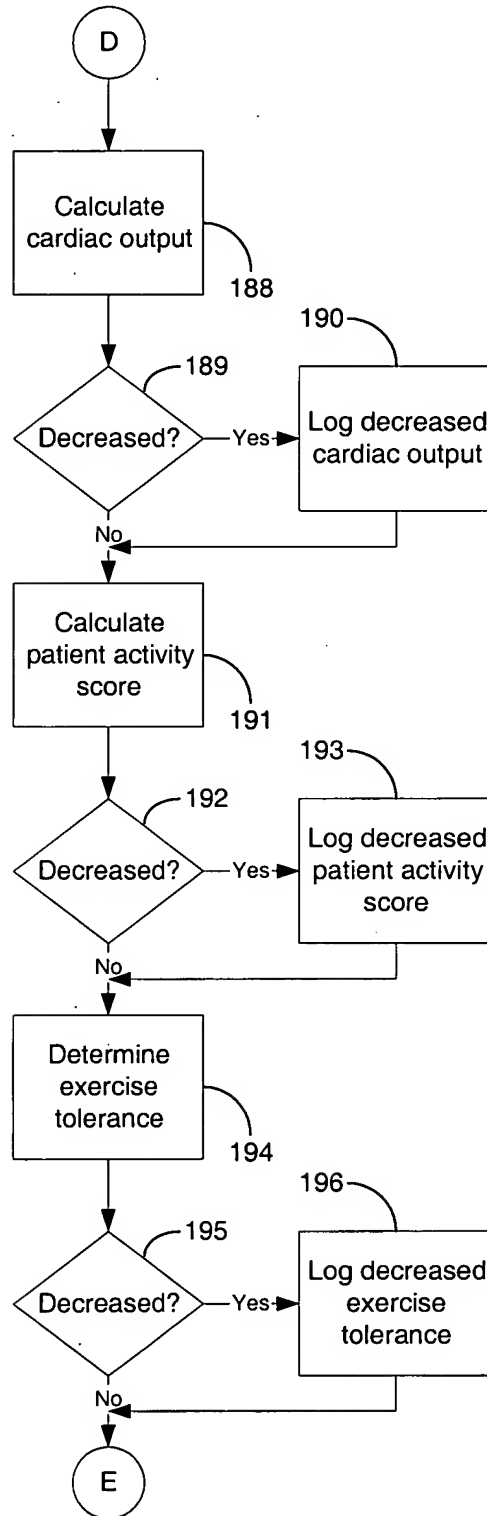 D
Calculate
cardiac output
188
190
189
Decreased?
Yes
Log decreased
cardiac output
No
Calculate
patient activity
score
191
193
192
Decreased?
Yes
Log decreased
patient activity
score
No
Determine
exercise
tolerance
194
196
195
Decreased?
Yes
Log decreased
exercise
tolerance
No
E